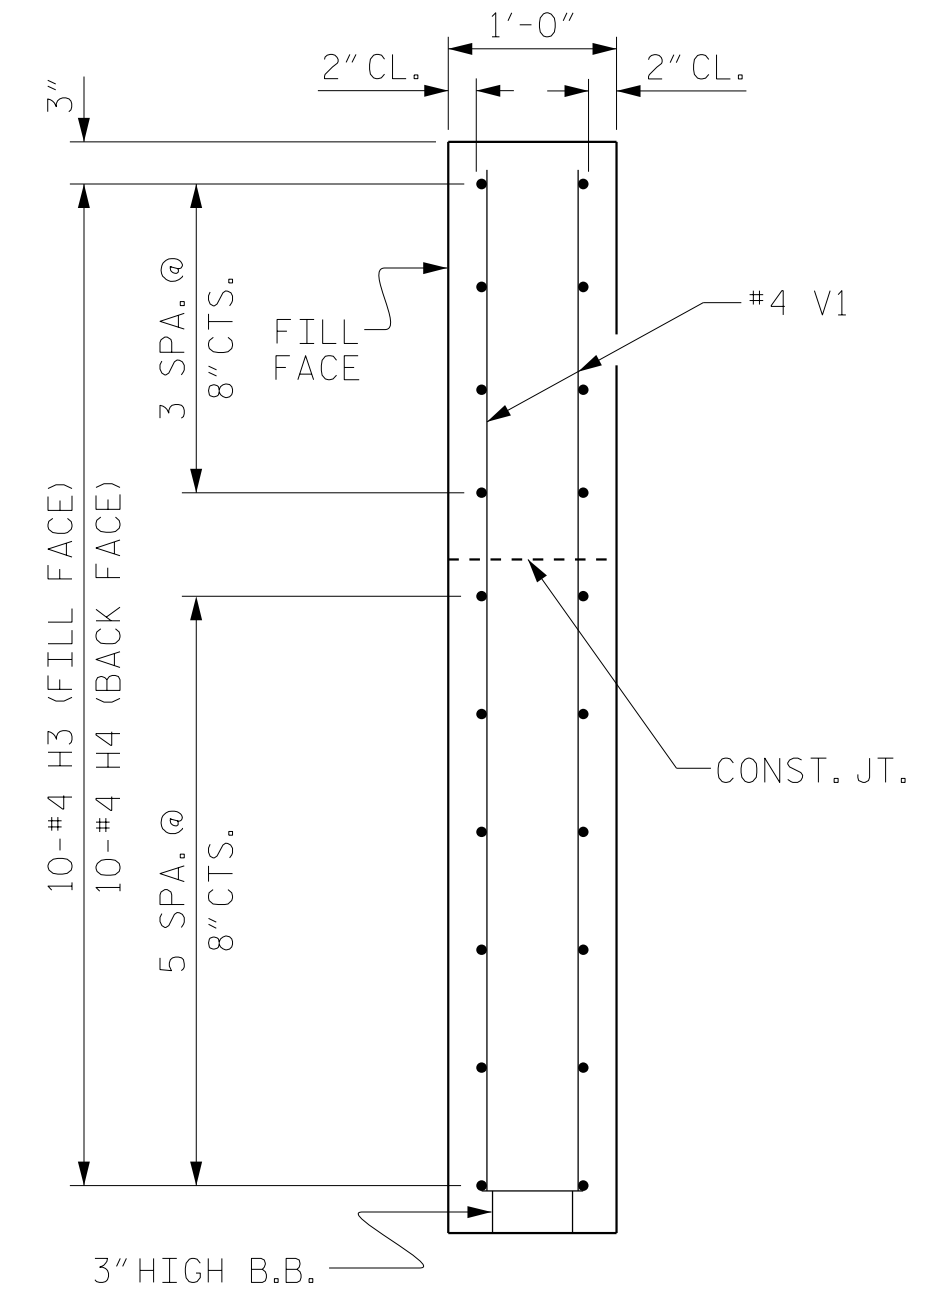 1'-0"
2" CL.
2" CL.
3"
3 SPA. @
8" CTS.
FILL
FACE
#4 V1
10-#4 H3 (FILL FACE)
10-#4 H4 (BACK FACE)
CONST. JT.
5 SPA. @
8" CTS.
3" HIGH B.B.